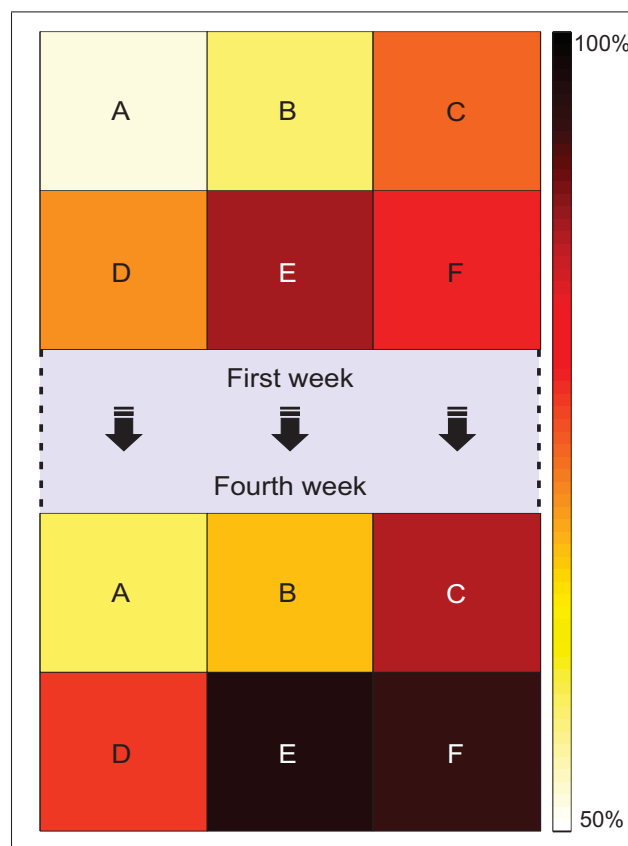 100%
A B C
D E F
First week
Fourth week
A B C
D E F
50%